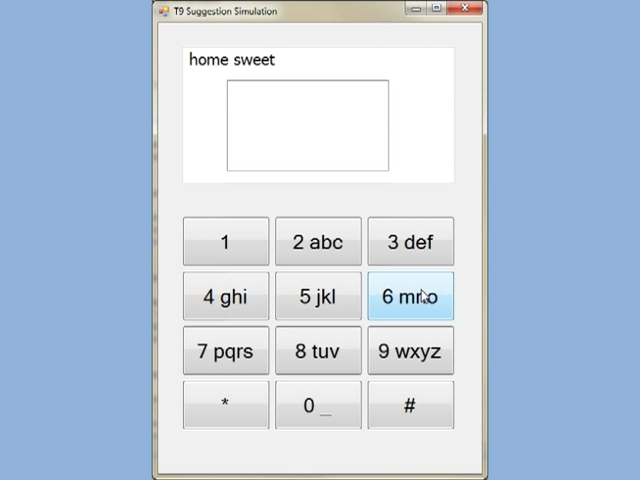 T9 Suggestion Simulation
home sweet
1
2 abc
3 def
4 ghi
5 jkl
6 mno
7 pqrs
8 tuv
9 wxyz
*
0 _
#